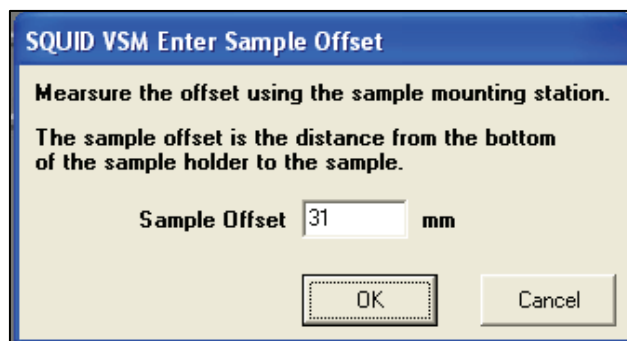 SQUID VSM Enter Sample Offset
Mearsure the offset using the sample mounting station.
The sample offset is the distance from the bottom
of the sample holder to the sample.
Sample Offset 31 mm
OK Cancel